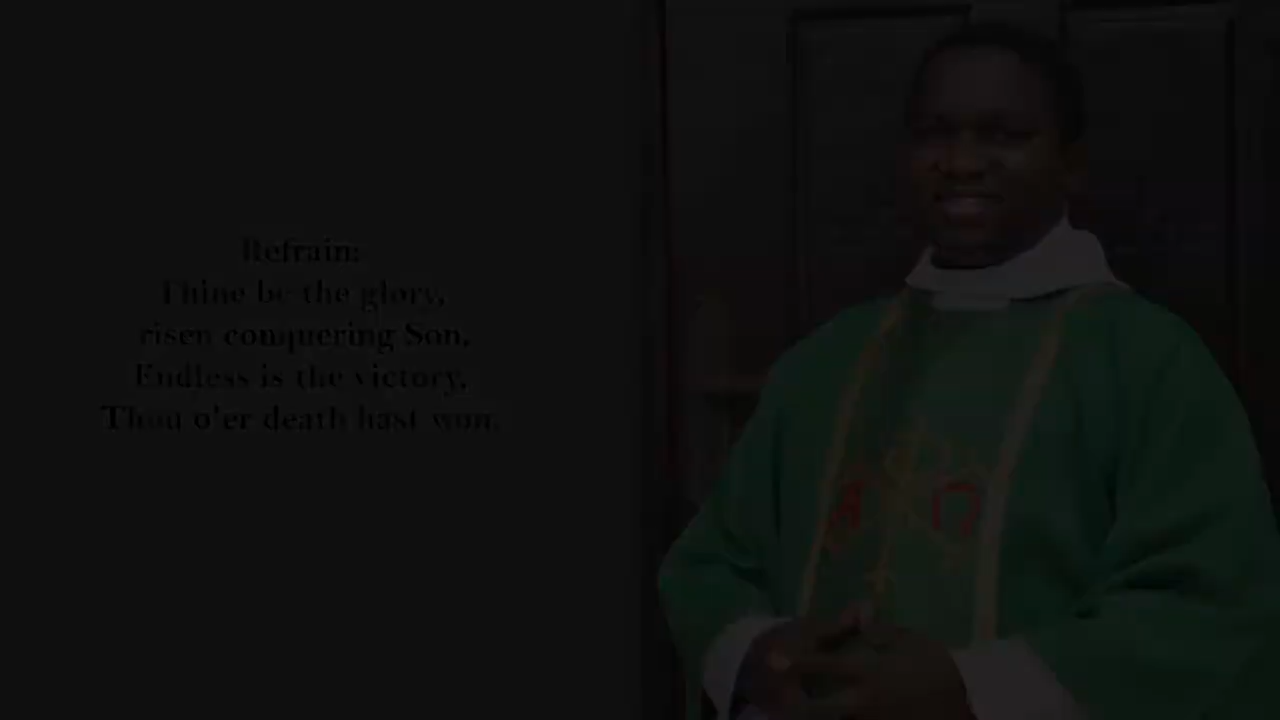 Refrain:
Thine be the glory,
risen conquering Son,
Endless is the victory,
Thou o'er death hast won.
Α Ω